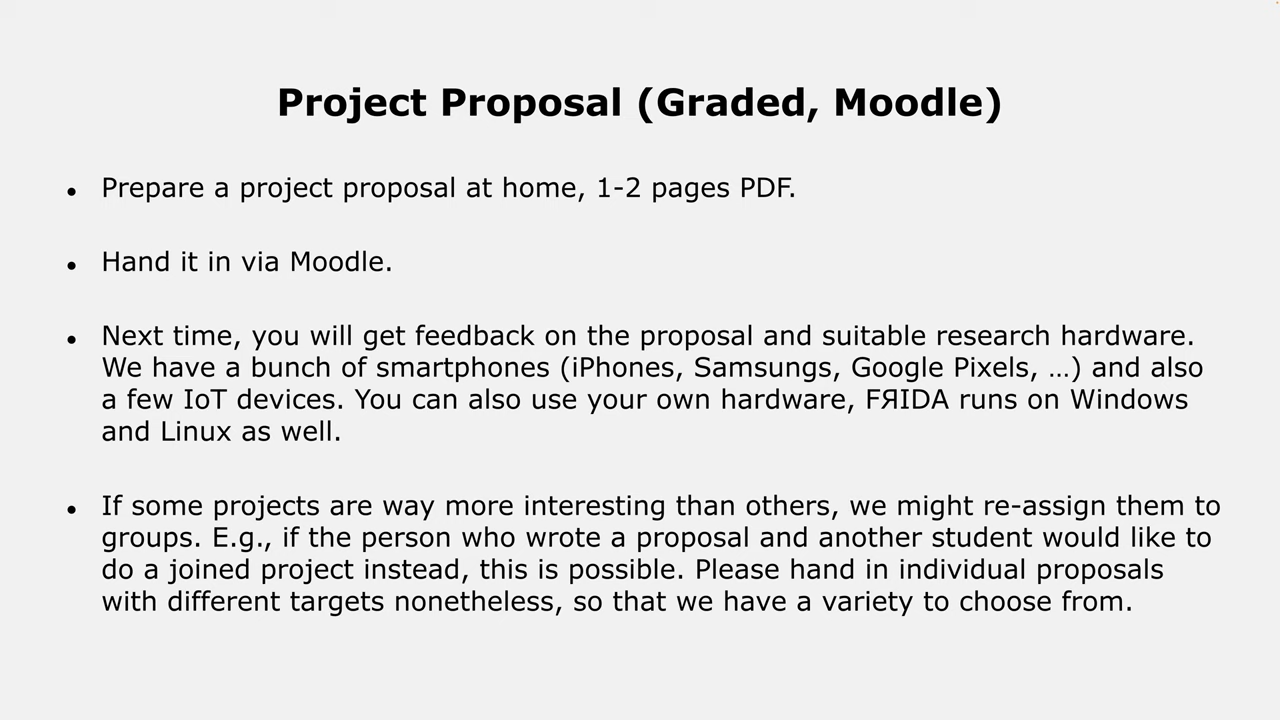 Project Proposal (Graded, Moodle)
● Prepare a project proposal at home, 1-2 pages PDF.
● Hand it in via Moodle.
● Next time, you will get feedback on the proposal and suitable research hardware.
We have a bunch of smartphones (iPhones, Samsungs, Google Pixels, …) and also
a few IoT devices. You can also use your own hardware, FЯIDA runs on Windows
and Linux as well.
● If some projects are way more interesting than others, we might re-assign them to
groups. E.g., if the person who wrote a proposal and another student would like to
do a joined project instead, this is possible. Please hand in individual proposals
with different targets nonetheless, so that we have a variety to choose from.